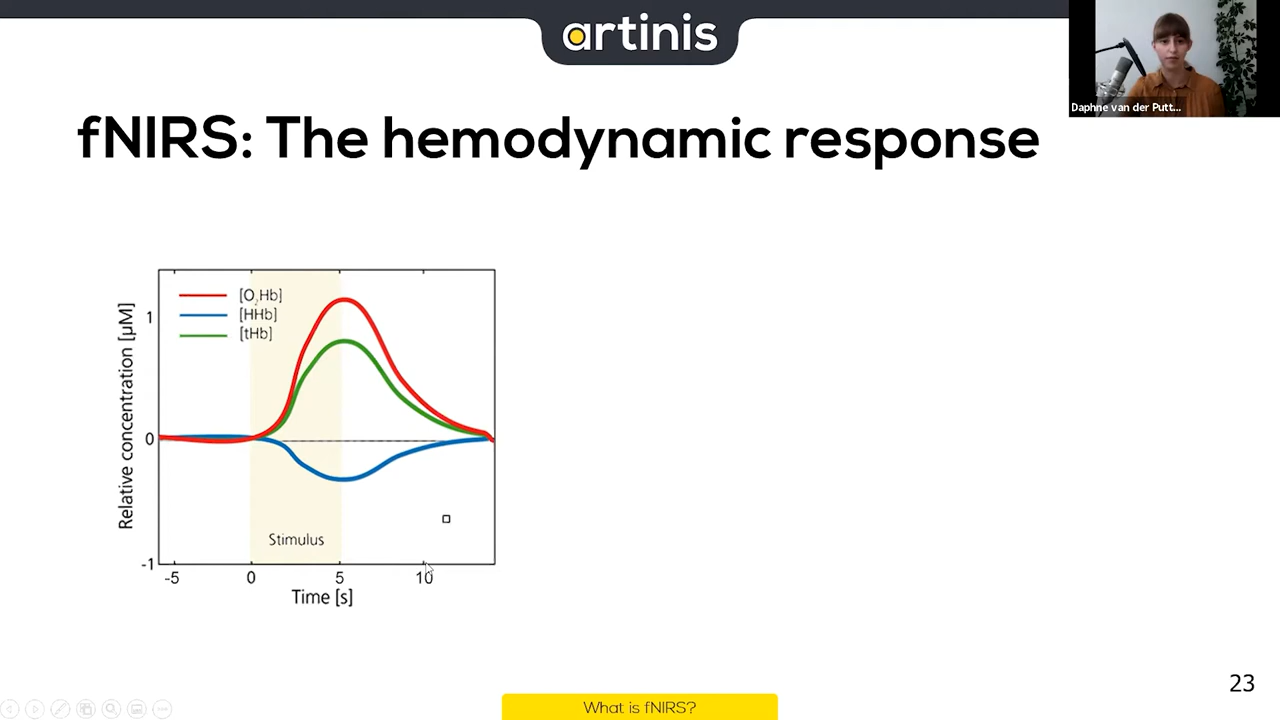 artinis
Daphne van der Putt...
fNIRS: The hemodynamic response
[O₂Hb]
[HHb]
[tHb]
Relative concentration [µM]
1
0
-1
Stimulus
-5 0 5 10
Time [s]
23
What is fNIRS?